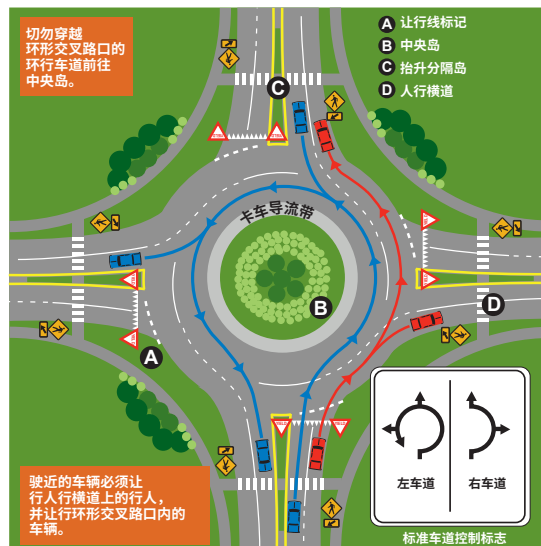 切勿穿越
环形交叉路口的
环行车道前往
中央岛。
A 让行线标记
B 中央岛
C 抬升分隔岛
D 人行横道
C
卡车导流带
B
D
A
左车道
右车道
标准车道控制标志
驶近的车辆必须让
行人行横道上的行人，
并让行环形交叉路口内的
车辆。